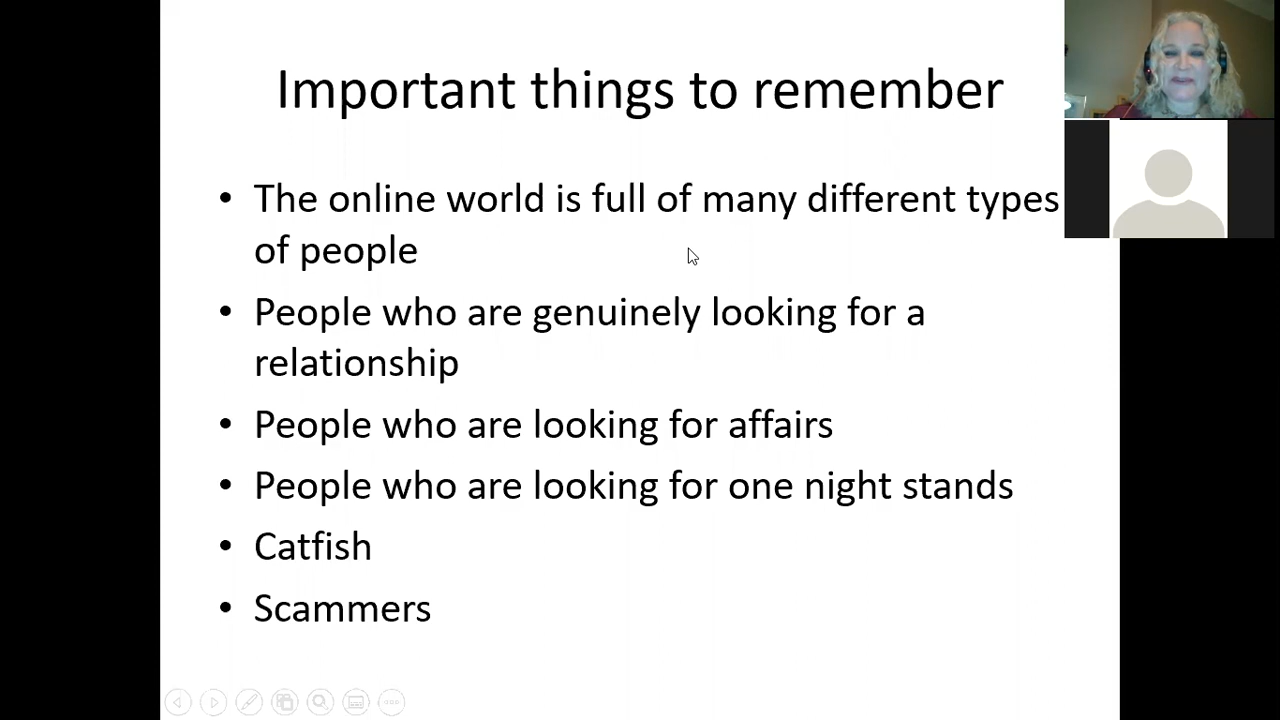 Important things to remember
• The online world is full of many different types
of people
• People who are genuinely looking for a
relationship
• People who are looking for affairs
• People who are looking for one night stands
• Catfish
• Scammers